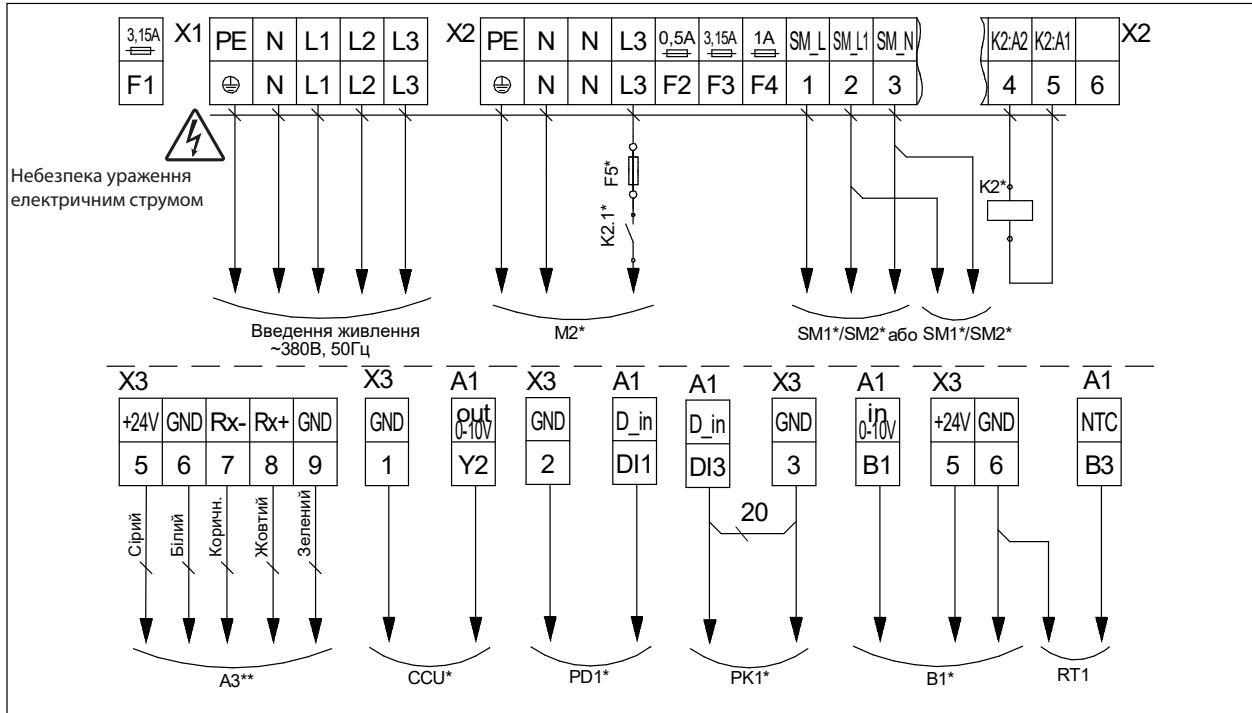 3,15A X1 PE N L1 L2 L3 X2 PE N N L3 0,5A 3,15A 1A SM_L SM_L1 SM_N K2:A2 K2:A1 X2
F1 N L1 L2 L3 N N L3 F2 F3 F4 1 2 3 4 5 6
Небезпека ураження
електричним струмом
F5*
K2.1*
K2*
Введення живлення
~380В, 50Гц
M2*
SM1*/SM2* або SM1*/SM2*
X3 X3 A1 X3 A1 A1 X3 A1 X3 A1
+24V GND Rx- Rx+ GND GND out 0-10V GND D_in D_in GND in 0-10V +24V GND NTC
5 6 7 8 9 1 Y2 2 DI1 DI3 3 B1 5 6 B3
Сірий
Білий
Коричн.
Жовтий
Зелений
20
A3**
CCU*
PD1*
PK1*
B1*
RT1